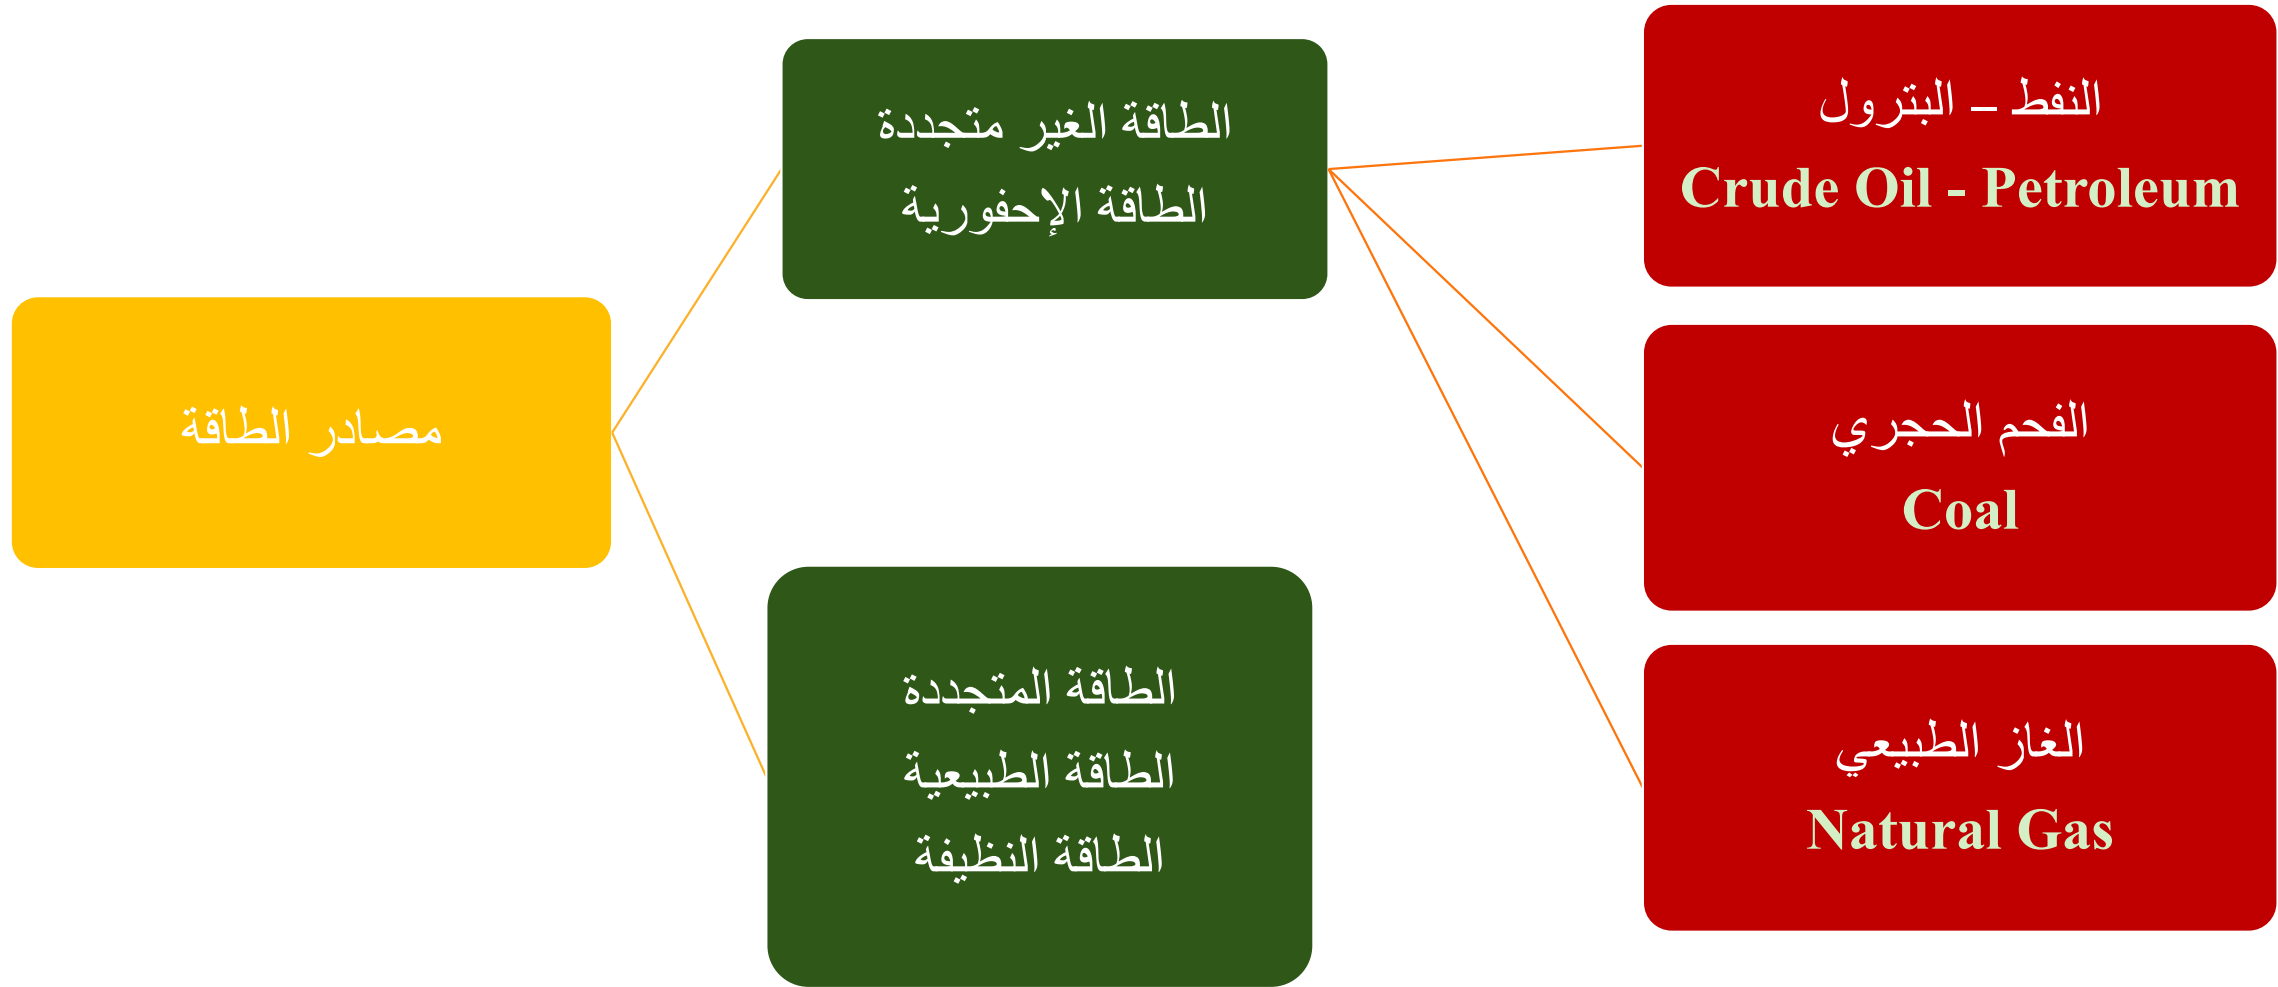 مصادر الطاقة
الطاقة الغير متجددة
الطاقة الإحفورية
الطاقة المتجددة
الطاقة الطبيعية
الطاقة النظيفة
النفط – البترول
Crude Oil - Petroleum
الفحم الحجري
Coal
الغاز الطبيعي
Natural Gas